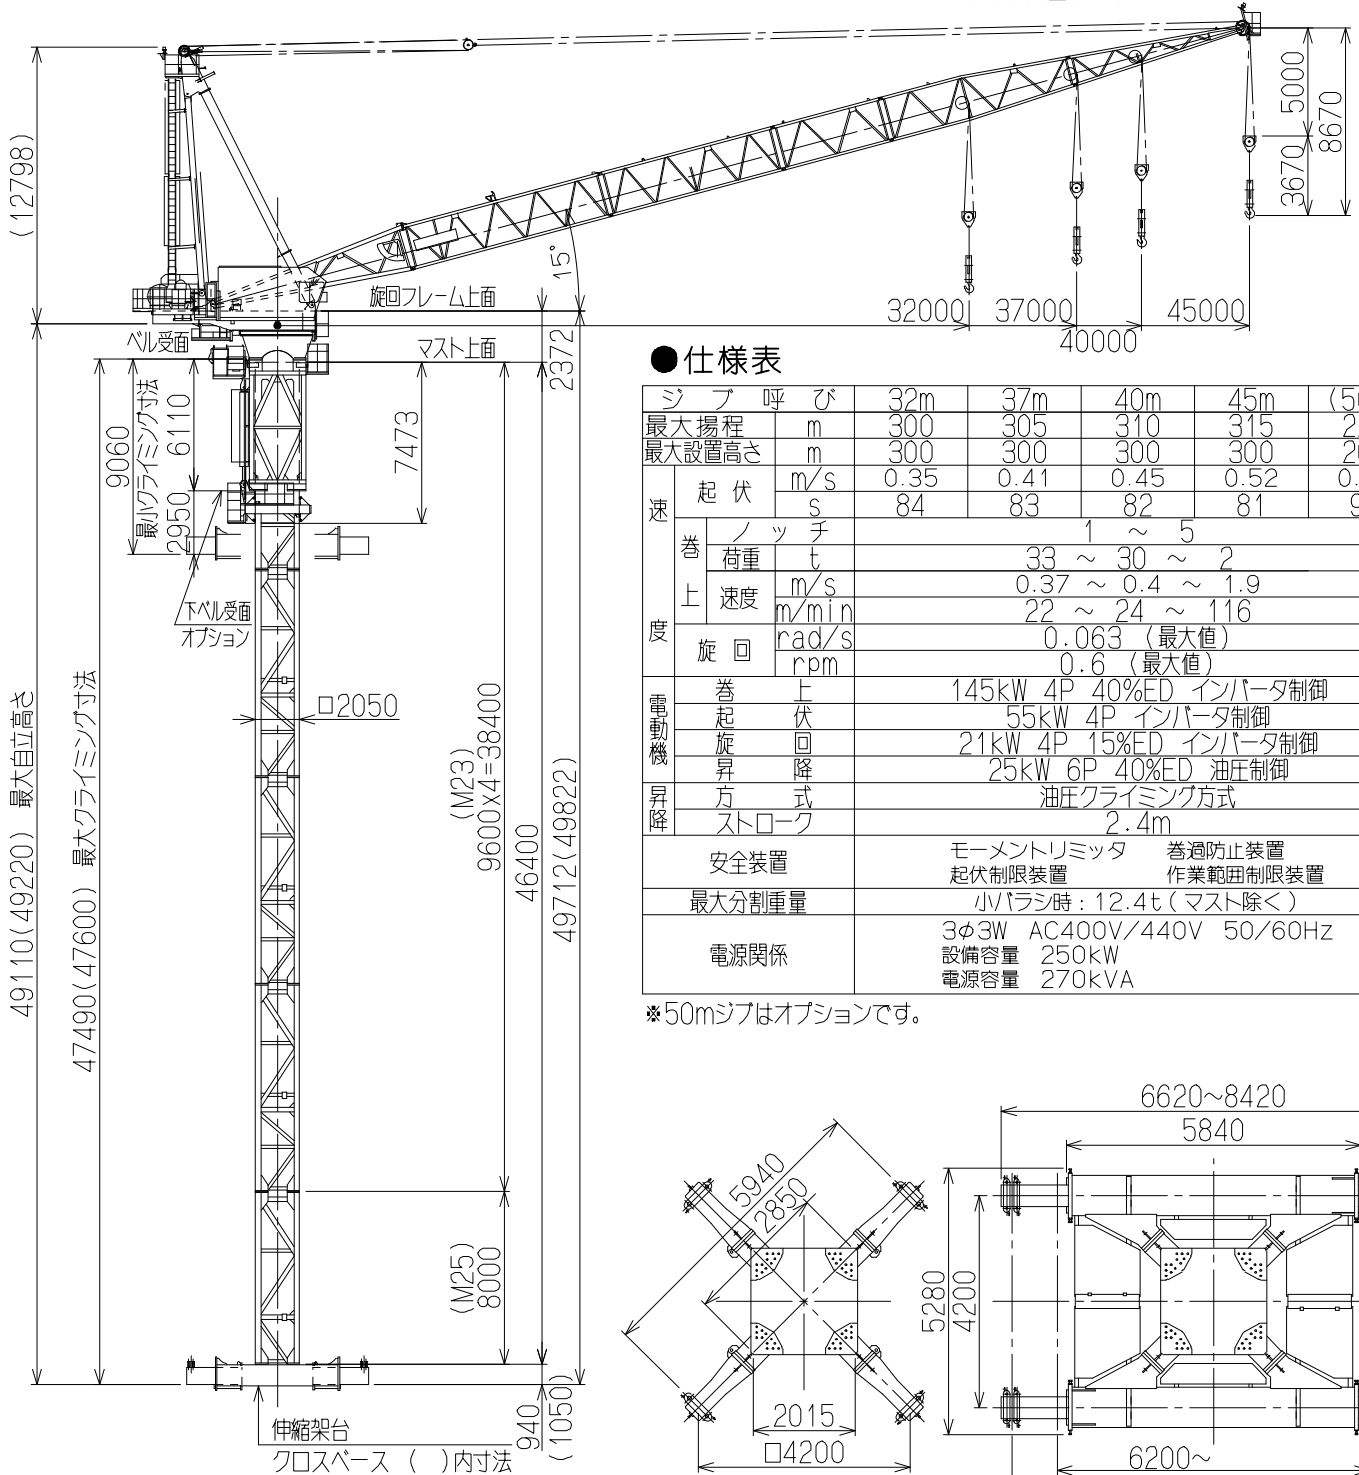 (12798)
15°
5000
8670
3670
旋回フレーム上面
32000
37000
40000
45000
ベル受面
マスト上面
2372
9060
最小クライミング寸法
6110
2950
7473
下ベル受面
オプション
□2050
49110(49220) 最大自立高さ
47490(47600) 最大クライミング寸法
(M23)
9600X4=38400
46400
49712(49822)
(M25)
8000
940
(1050)
伸縮架台
クロスベース ( )内寸法
●仕様表
ジブ呼び 32m 37m 40m 45m
最大揚程 m 300 305 310 315
最大設置高さ m 300 300 300 300
速度 起伏 m/s 0.35 0.41 0.45 0.52
s 84 83 82 81
巻上 ノッチ 1 ~ 5
荷重 t 33 ~ 30 ~ 2
速度 m/s 0.37 ~ 0.4 ~ 1.9
m/min 22 ~ 24 ~ 116
旋回 rad/s 0.063 (最大値)
rpm 0.6 (最大値)
電動機 巻上 145kW 4P 40%ED インバータ制御
起伏 55kW 4P インバータ制御
旋回 21kW 4P 15%ED インバータ制御
昇降 25kW 6P 40%ED 油圧制御
昇降 方式 油圧クライミング方式
ストローク 2.4m
安全装置 モーメントリミッタ 巻過防止装置
起伏制限装置 作業範囲制限装置
最大分割重量 小バラシ時:12.4t(マスト除く)
電源関係 3φ3W AC400V/440V 50/60Hz
設備容量 250kW
電源容量 270kVA
※50mジブはオプションです。
5940
2850
2015
□4200
6620~8420
5840
5280
4200
6200~